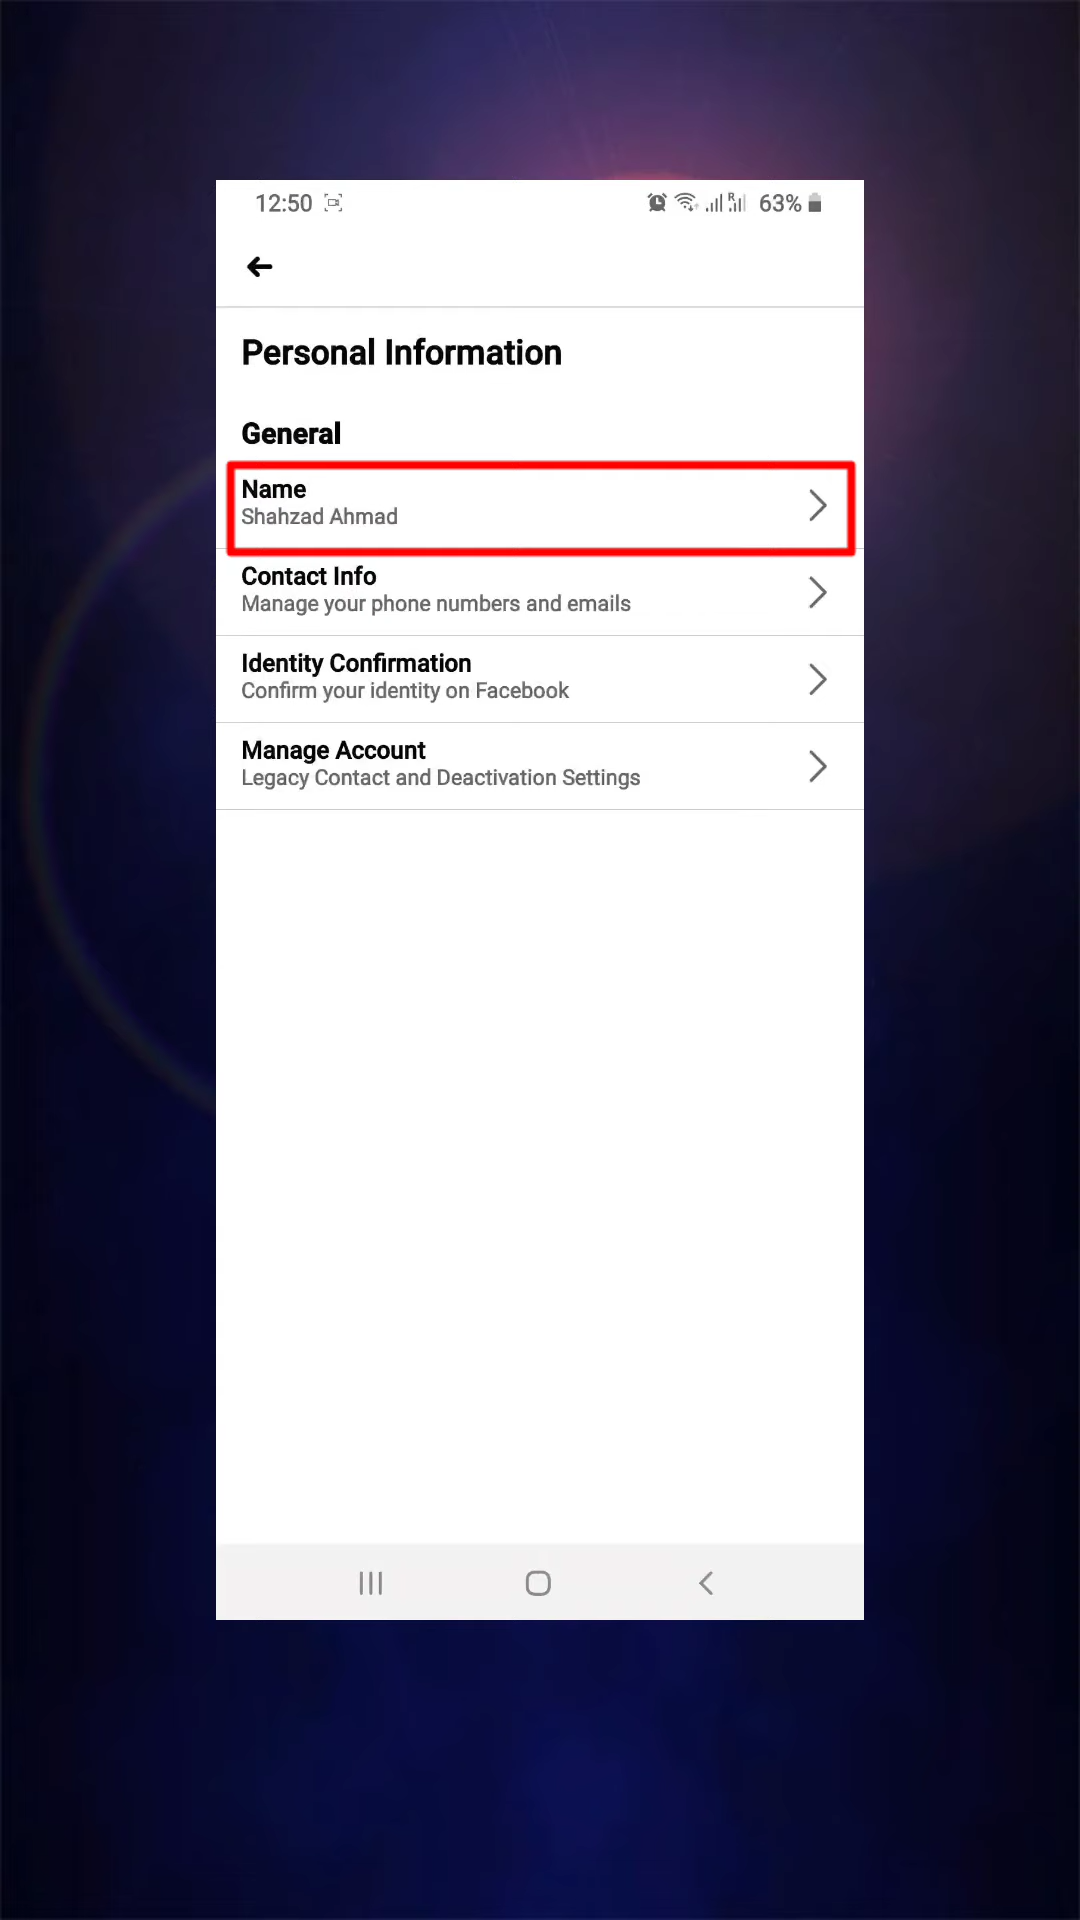 12:50 63%
Personal Information
General
Name
Shahzad Ahmad
Contact Info
Manage your phone numbers and emails
Identity Confirmation
Confirm your identity on Facebook
Manage Account
Legacy Contact and Deactivation Settings